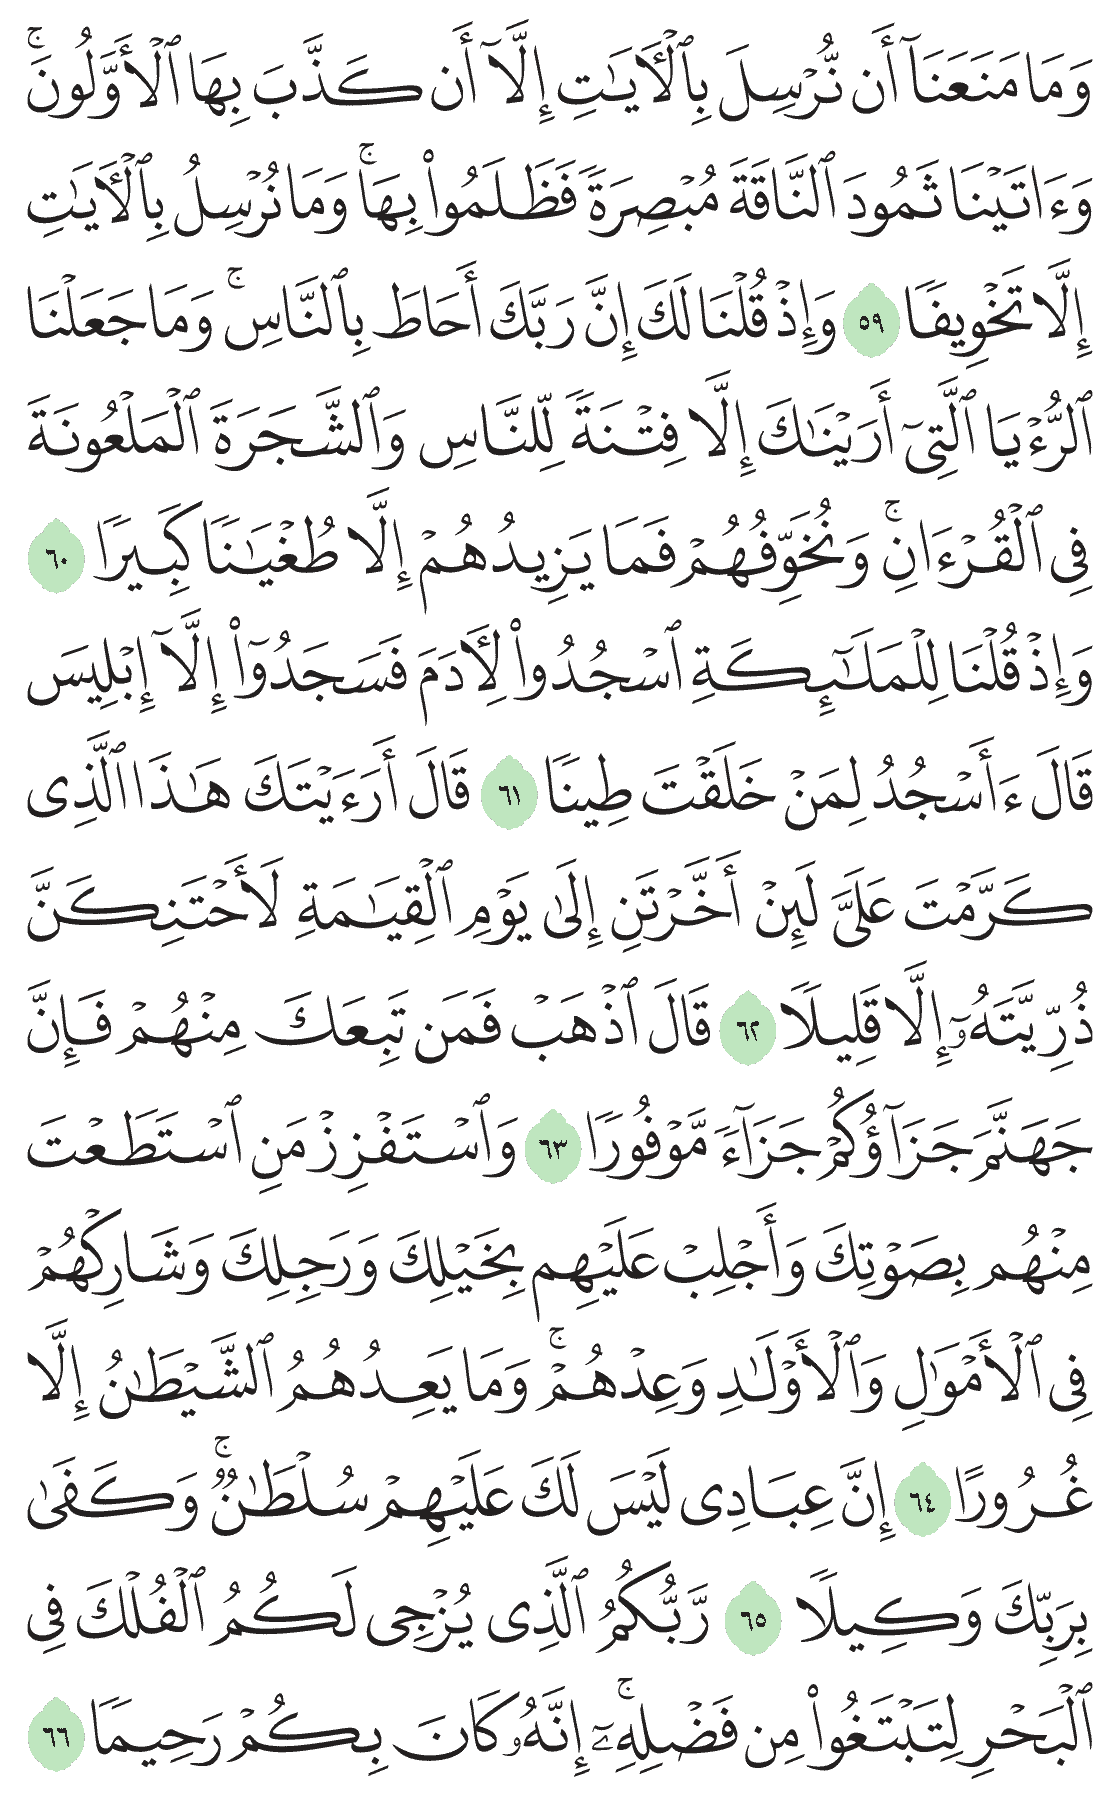 وَمَا مَنَعَنَآ أَن نُّرْسِلَ بِٱلْـَٔايَـٰتِ إِلَّآ أَن كَذَّبَ بِهَا ٱلْأَوَّلُونَ ۚ
وَءَاتَيْنَا ثَمُودَ ٱلنَّاقَةَ مُبْصِرَةً فَظَلَمُوا۟ بِهَا ۚ وَمَا نُرْسِلُ بِٱلْـَٔايَـٰتِ
إِلَّا تَخْوِيفًا ٥٩ وَإِذْ قُلْنَا لَكَ إِنَّ رَبَّكَ أَحَاطَ بِٱلنَّاسِ ۚ وَمَا جَعَلْنَا
ٱلرُّءْيَا ٱلَّتِىٓ أَرَيْنَـٰكَ إِلَّا فِتْنَةً لِّلنَّاسِ وَٱلشَّجَرَةَ ٱلْمَلْعُونَةَ
فِى ٱلْقُرْءَانِ ۚ وَنُخَوِّفُهُمْ فَمَا يَزِيدُهُمْ إِلَّا طُغْيَـٰنًا كَبِيرًا ٦٠
وَإِذْ قُلْنَا لِلْمَلَـٰٓئِكَةِ ٱسْجُدُوا۟ لِـَٔادَمَ فَسَجَدُوٓا۟ إِلَّآ إِبْلِيسَ
قَالَ ءَأَسْجُدُ لِمَنْ خَلَقْتَ طِينًا ٦١ قَالَ أَرَءَيْتَكَ هَـٰذَا ٱلَّذِى
كَرَّمْتَ عَلَىَّ لَئِنْ أَخَّرْتَنِ إِلَىٰ يَوْمِ ٱلْقِيَـٰمَةِ لَأَحْتَنِكَنَّ
ذُرِّيَّتَهُۥٓ إِلَّا قَلِيلًا ٦٢ قَالَ ٱذْهَبْ فَمَن تَبِعَكَ مِنْهُمْ فَإِنَّ
جَهَنَّمَ جَزَآؤُكُمْ جَزَآءً مَّوْفُورًا ٦٣ وَٱسْتَفْزِزْ مَنِ ٱسْتَطَعْتَ
مِنْهُم بِصَوْتِكَ وَأَجْلِبْ عَلَيْهِم بِخَيْلِكَ وَرَجِلِكَ وَشَارِكْهُمْ
فِى ٱلْأَمْوَٰلِ وَٱلْأَوْلَـٰدِ وَعِدْهُمْ ۚ وَمَا يَعِدُهُمُ ٱلشَّيْطَـٰنُ إِلَّا
غُرُورًا ٦٤ إِنَّ عِبَادِى لَيْسَ لَكَ عَلَيْهِمْ سُلْطَـٰنٌ ۚ وَكَفَىٰ
بِرَبِّكَ وَكِيلًا ٦٥ رَّبُّكُمُ ٱلَّذِى يُزْجِى لَكُمُ ٱلْفُلْكَ فِى
ٱلْبَحْرِ لِتَبْتَغُوا۟ مِن فَضْلِهِۦٓ ۚ إِنَّهُۥ كَانَ بِكُمْ رَحِيمًا ٦٦